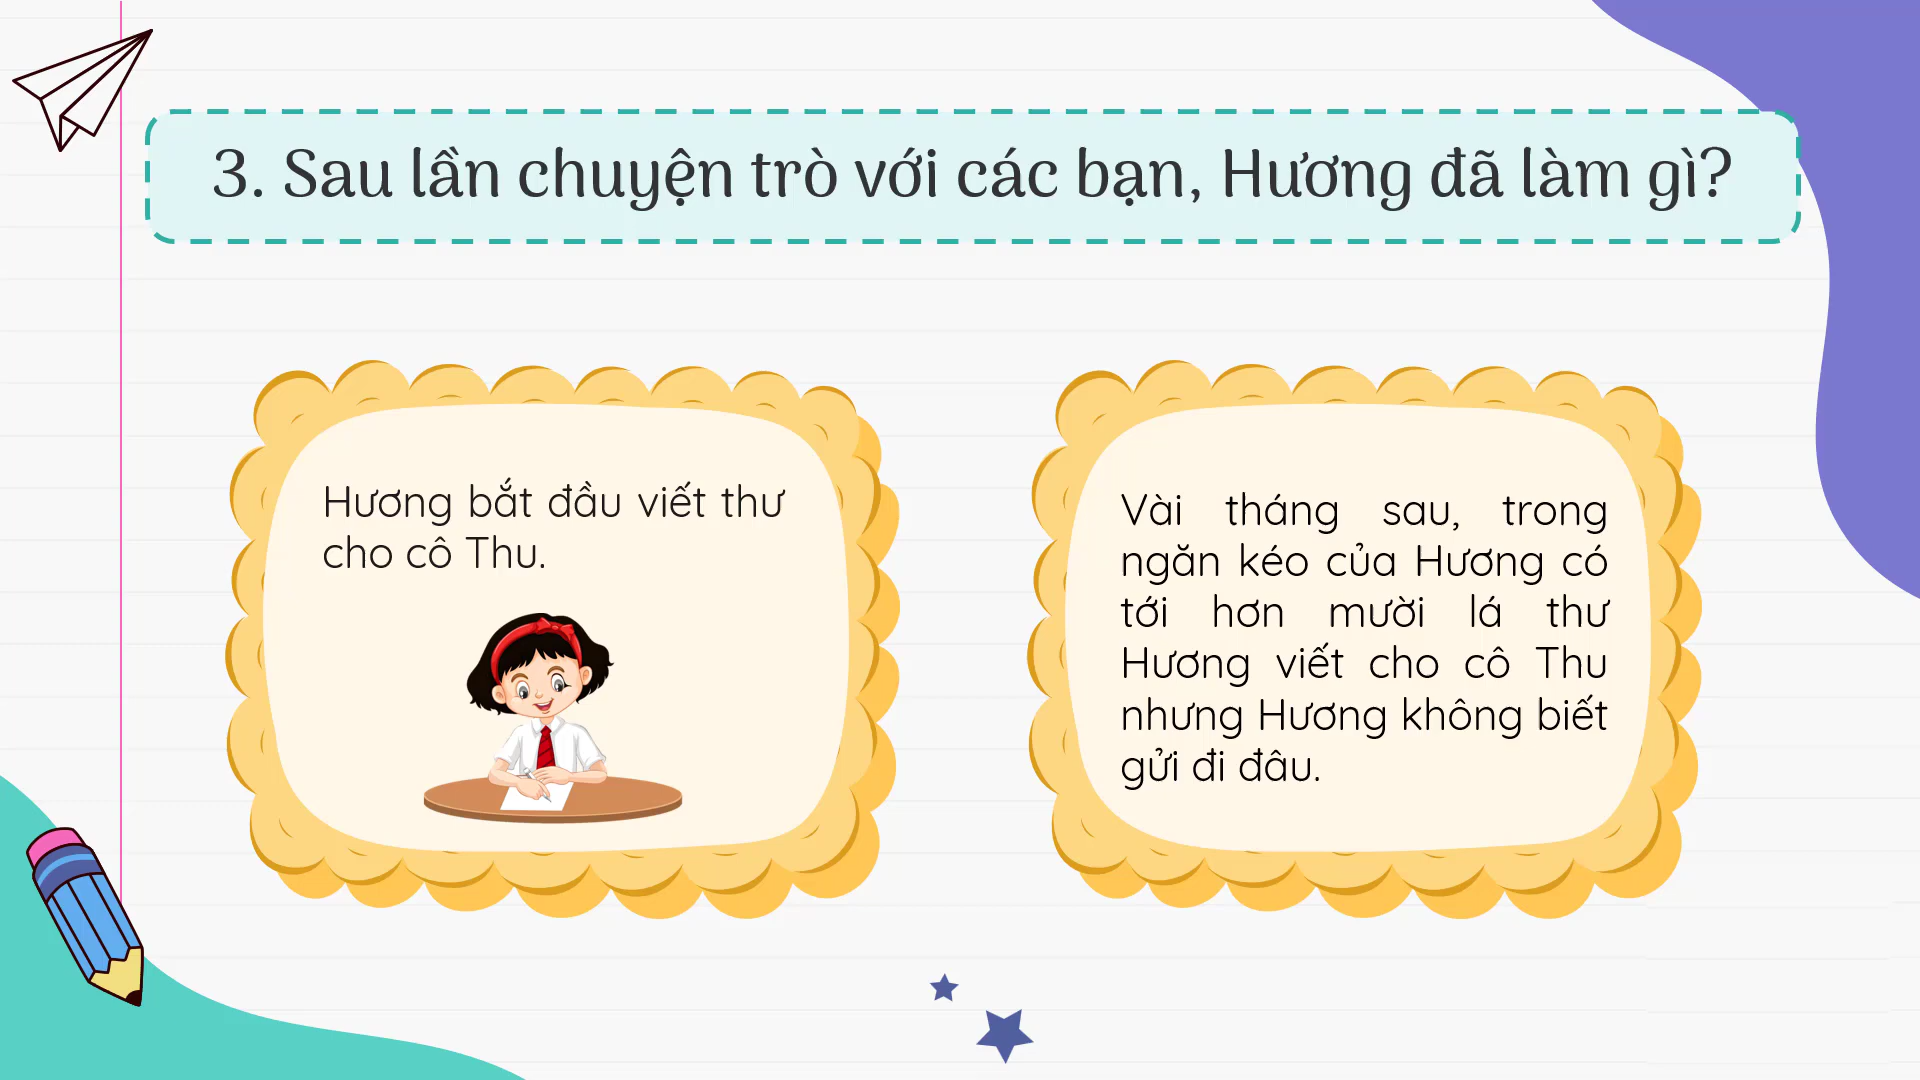 3. Sau lần chuyện trò với các bạn, Hương đã làm gì?
Hương bắt đầu viết thư
cho cô Thu.
Vài tháng sau, trong
ngăn kéo của Hương có
tới hơn mười lá thư
Hương viết cho cô Thu
nhưng Hương không biết
gửi đi đâu.